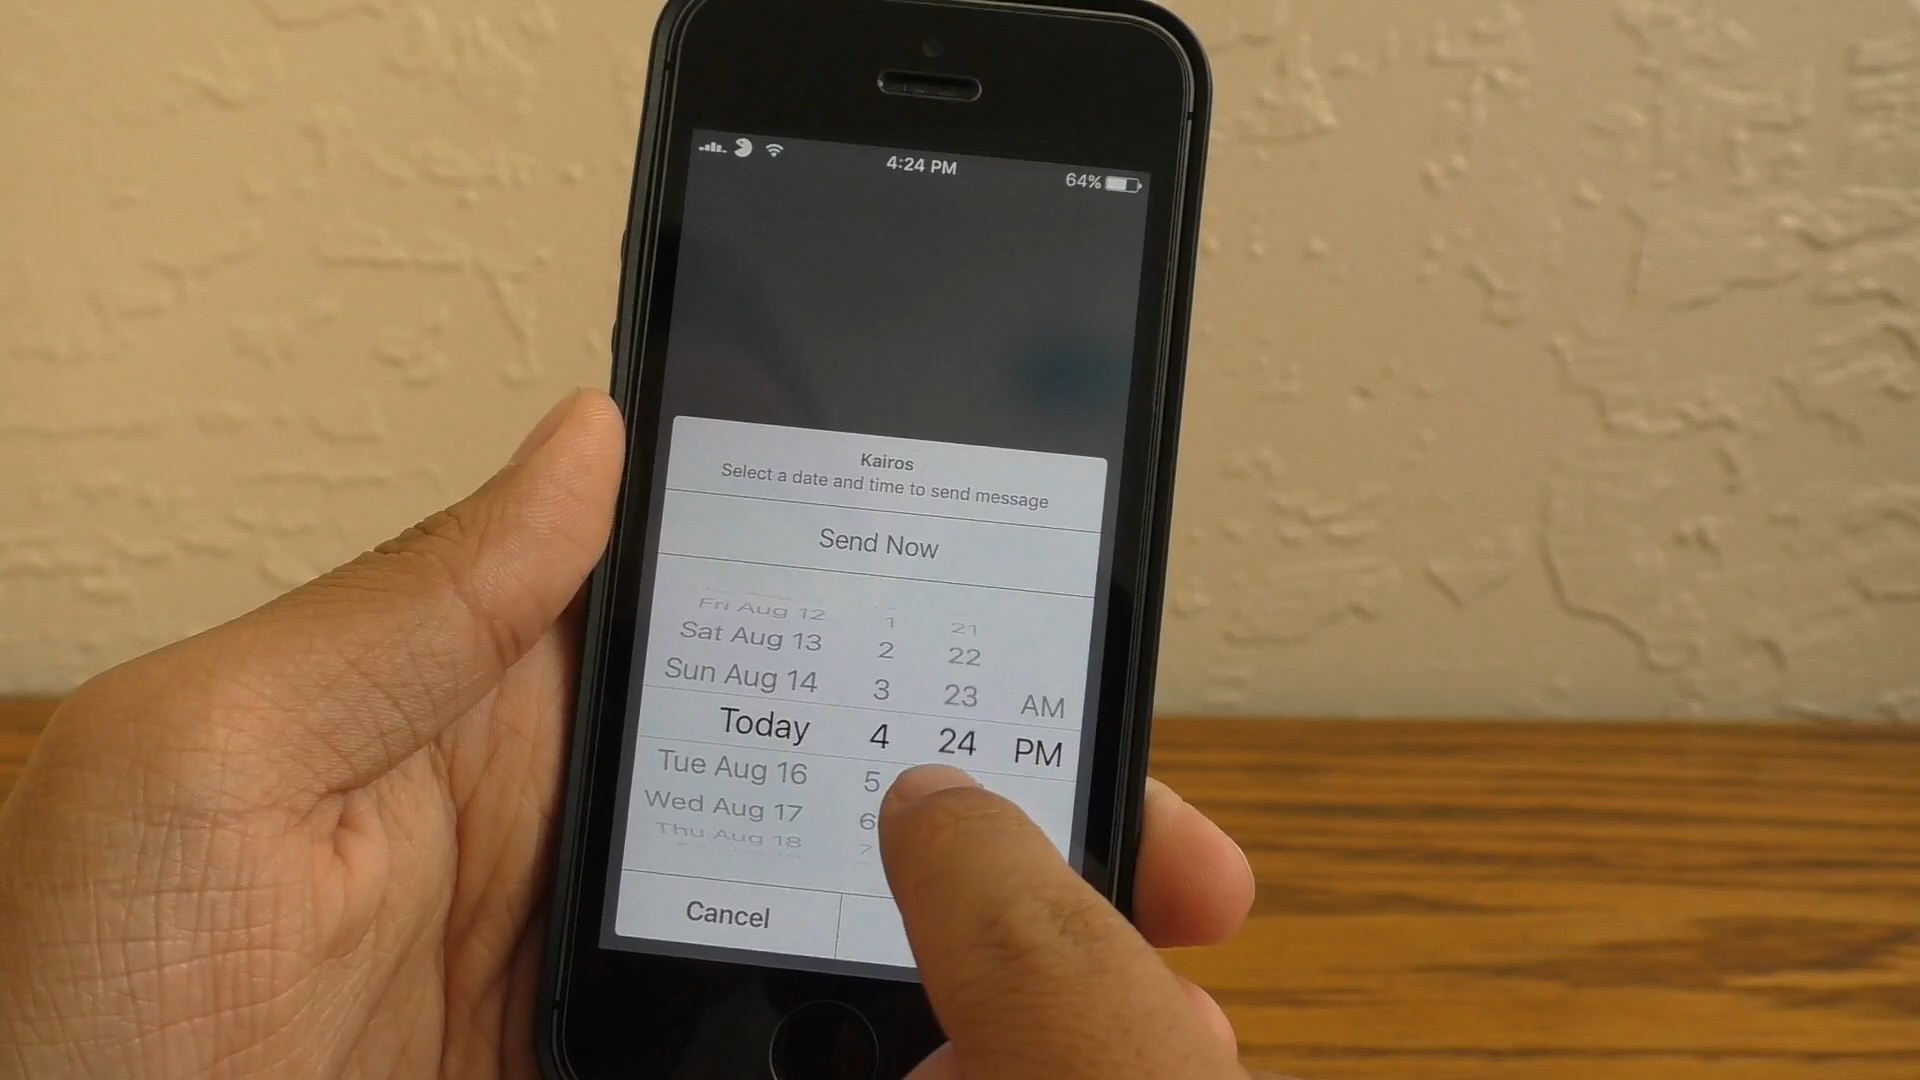 4:24 PM
64%
Kairos
Select a date and time to send message
Send Now
Fri Aug 12 1 21
Sat Aug 13 2 22
Sun Aug 14 3 23 AM
Today 4 24 PM
Tue Aug 16 5
Wed Aug 17 6
Thu Aug 18 7
Cancel